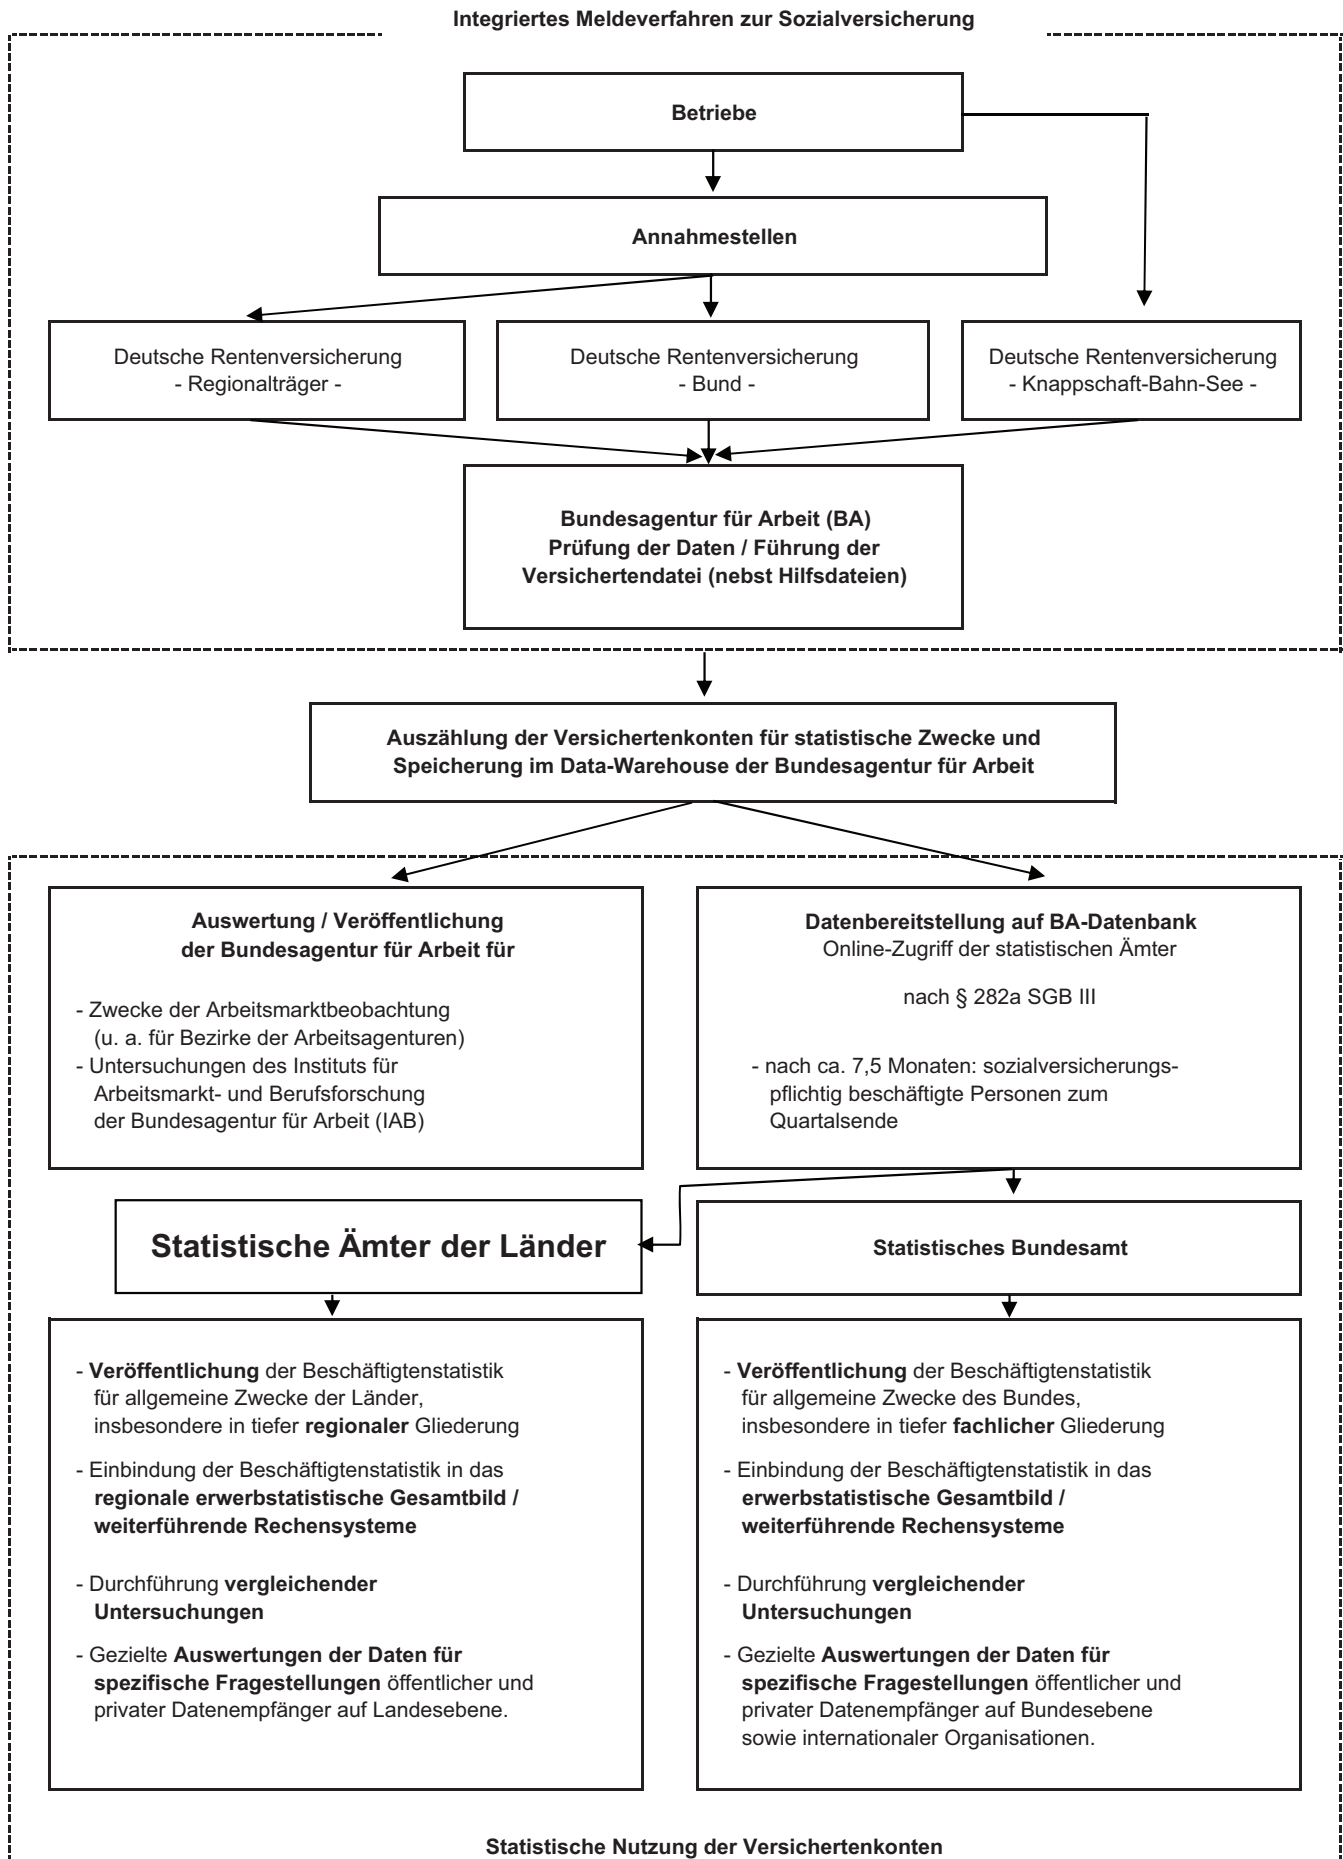 Integriertes Meldeverfahren zur Sozialversicherung
Betriebe
Annahmestellen
Deutsche Rentenversicherung
- Regionalträger -
Deutsche Rentenversicherung
- Bund -
Deutsche Rentenversicherung
- Knappschaft-Bahn-See -
Bundesagentur für Arbeit (BA)
Prüfung der Daten / Führung der
Versichertendatei (nebst Hilfsdateien)
Auszählung der Versichertenkonten für statistische Zwecke und
Speicherung im Data-Warehouse der Bundesagentur für Arbeit
Auswertung / Veröffentlichung
der Bundesagentur für Arbeit für
- Zwecke der Arbeitsmarktbeobachtung
(u. a. für Bezirke der Arbeitsagenturen)
- Untersuchungen des Instituts für
Arbeitsmarkt- und Berufsforschung
der Bundesagentur für Arbeit (IAB)
Datenbereitstellung auf BA-Datenbank
Online-Zugriff der statistischen Ämter
nach § 282a SGB III
- nach ca. 7,5 Monaten: sozialversicherungs-
pflichtig beschäftigte Personen zum
Quartalsende
Statistische Ämter der Länder
Statistisches Bundesamt
- Veröffentlichung der Beschäftigtenstatistik
für allgemeine Zwecke der Länder,
insbesondere in tiefer regionaler Gliederung
- Einbindung der Beschäftigtenstatistik in das
regionale erwerbstatistische Gesamtbild /
weiterführende Rechensysteme
- Durchführung vergleichender
Untersuchungen
- Gezielte Auswertungen der Daten für
spezifische Fragestellungen öffentlicher und
privater Datenempfänger auf Landesebene.
- Veröffentlichung der Beschäftigtenstatistik
für allgemeine Zwecke des Bundes,
insbesondere in tiefer fachlicher Gliederung
- Einbindung der Beschäftigtenstatistik in das
erwerbstatistische Gesamtbild /
weiterführende Rechensysteme
- Durchführung vergleichender
Untersuchungen
- Gezielte Auswertungen der Daten für
spezifische Fragestellungen öffentlicher und
privater Datenempfänger auf Bundesebene
sowie internationaler Organisationen.
Statistische Nutzung der Versichertenkonten